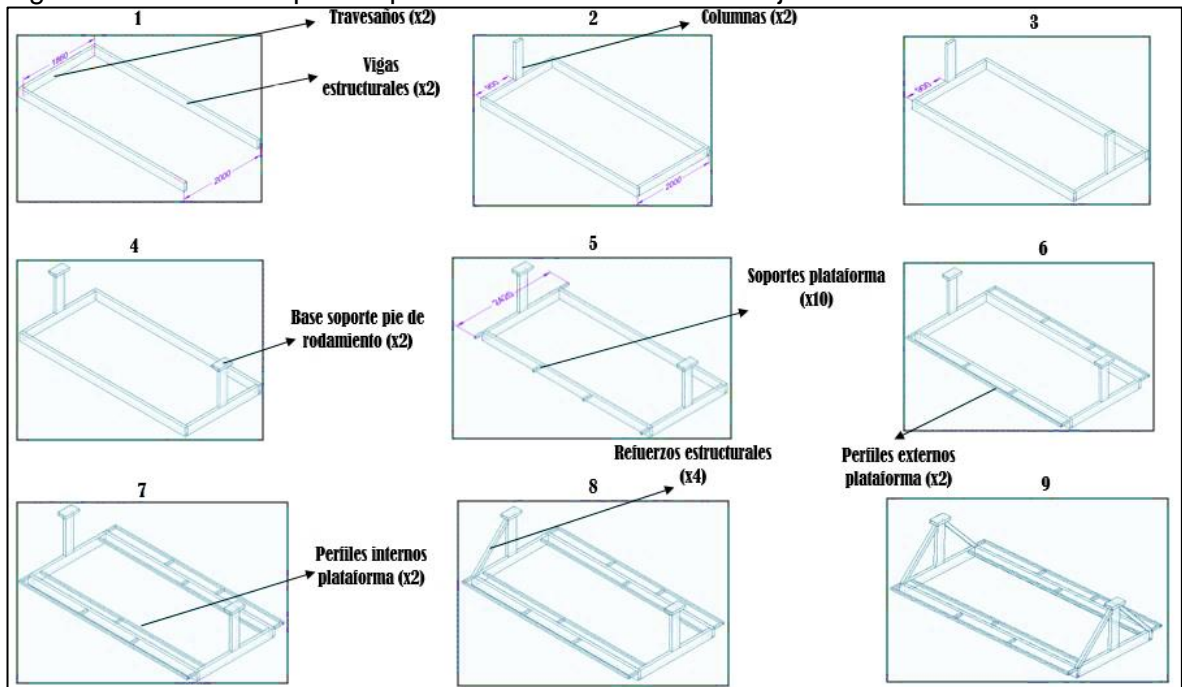 1
Travesaños (x2)
Vigas
estructurales (x2)
2000
2
Columnas (x2)
900
2000
3
900
4
Base soporte pie de
rodamiento (x2)
5
Soportes plataforma
(x10)
6
Perfiles externos
plataforma (x2)
7
Perfiles internos
plataforma (x2)
8
Refuerzos estructurales
(x4)
9